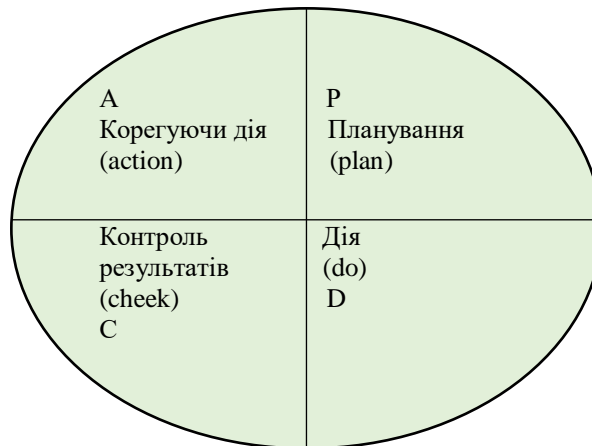 A
Корегуючи дія
(action)
P
Планування
(plan)
Контроль
результатів
(cheek)
C
Дія
(do)
D